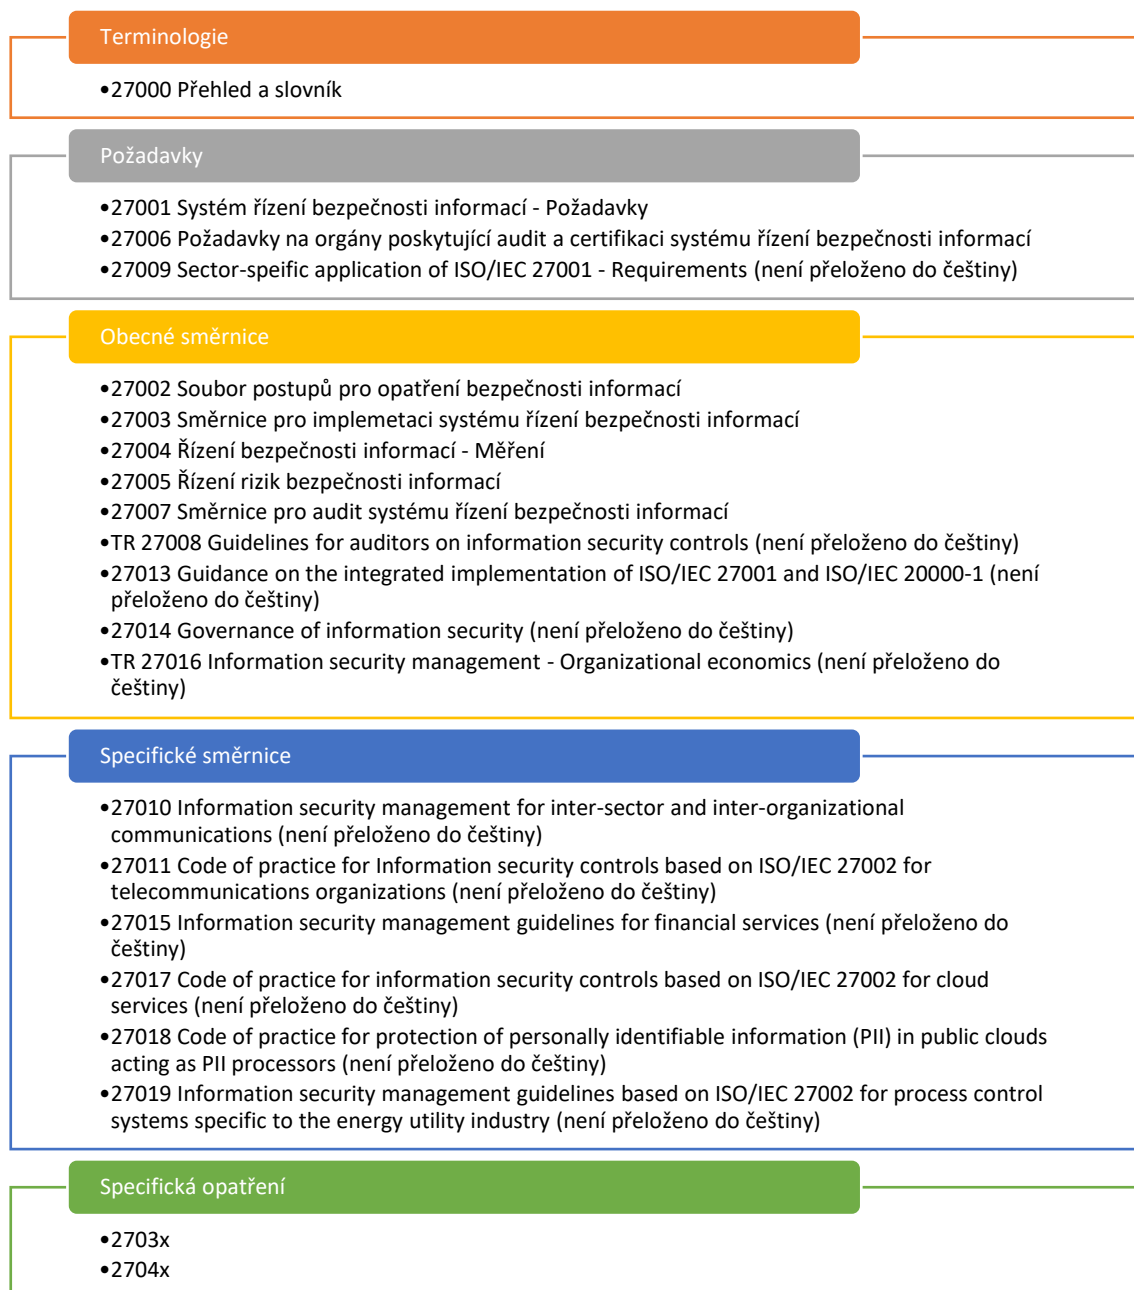 Terminologie
•27000 Přehled a slovník
Požadavky
•27001 Systém řízení bezpečnosti informací - Požadavky
•27006 Požadavky na orgány poskytující audit a certifikaci systému řízení bezpečnosti informací
•27009 Sector-speific application of ISO/IEC 27001 - Requirements (není přeloženo do češtiny)
Obecné směrnice
•27002 Soubor postupů pro opatření bezpečnosti informací
•27003 Směrnice pro implemetaci systému řízení bezpečnosti informací
•27004 Řízení bezpečnosti informací - Měření
•27005 Řízení rizik bezpečnosti informací
•27007 Směrnice pro audit systému řízení bezpečnosti informací
•TR 27008 Guidelines for auditors on information security controls (není přeloženo do češtiny)
•27013 Guidance on the integrated implementation of ISO/IEC 27001 and ISO/IEC 20000-1 (není
přeloženo do češtiny)
•27014 Governance of information security (není přeloženo do češtiny)
•TR 27016 Information security management - Organizational economics (není přeloženo do
češtiny)
Specifické směrnice
•27010 Information security management for inter-sector and inter-organizational
communications (není přeloženo do češtiny)
•27011 Code of practice for Information security controls based on ISO/IEC 27002 for
telecommunications organizations (není přeloženo do češtiny)
•27015 Information security management guidelines for financial services (není přeloženo do
češtiny)
•27017 Code of practice for information security controls based on ISO/IEC 27002 for cloud
services (není přeloženo do češtiny)
•27018 Code of practice for protection of personally identifiable information (PII) in public clouds
acting as PII processors (není přeloženo do češtiny)
•27019 Information security management guidelines based on ISO/IEC 27002 for process control
systems specific to the energy utility industry (není přeloženo do češtiny)
Specifická opatření
•2703x
•2704x